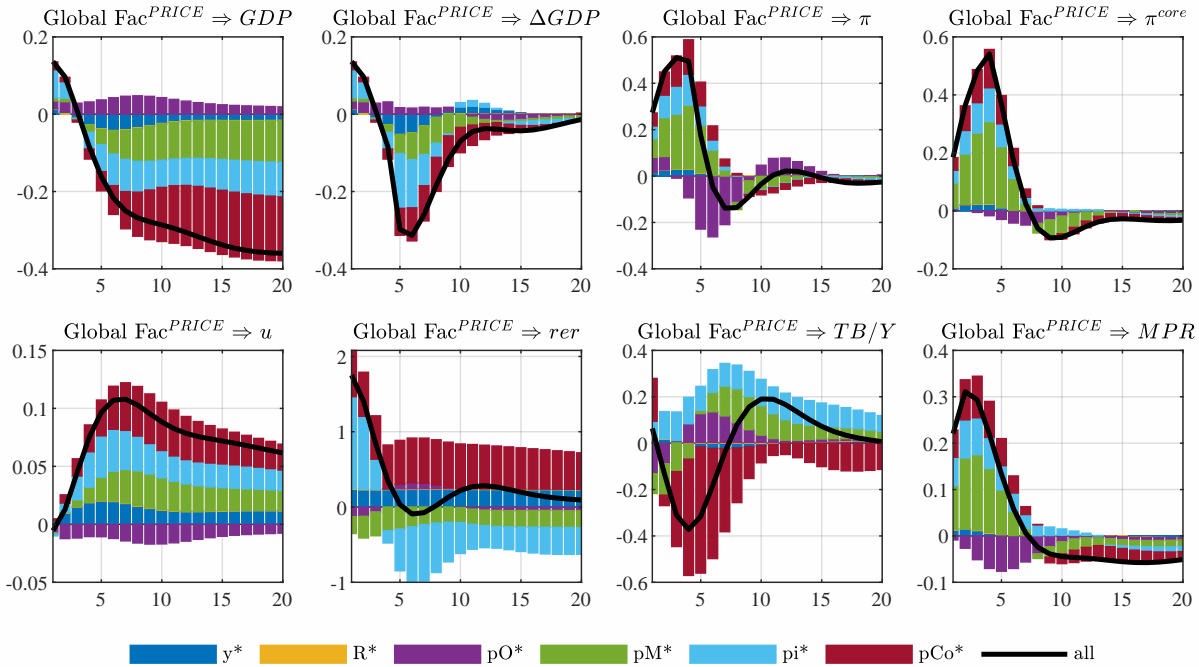 Global Fac^PRICE ⇒ GDP
0.2
0
-0.2
-0.4
5 10 15 20
Global Fac^PRICE ⇒ ΔGDP
0.2
0
-0.2
-0.4
5 10 15 20
Global Fac^PRICE ⇒ π
0.6
0.4
0.2
0
-0.2
-0.4
5 10 15 20
Global Fac^PRICE ⇒ π^core
0.6
0.4
0.2
0
-0.2
5 10 15 20
Global Fac^PRICE ⇒ u
0.15
0.1
0.05
0
-0.05
5 10 15 20
Global Fac^PRICE ⇒ rer
2
1
0
-1
5 10 15 20
Global Fac^PRICE ⇒ TB/Y
0.4
0.2
0
-0.2
-0.4
-0.6
5 10 15 20
Global Fac^PRICE ⇒ MPR
0.4
0.3
0.2
0.1
0
-0.1
5 10 15 20
y* R* pO* pM* pi* pCo* all